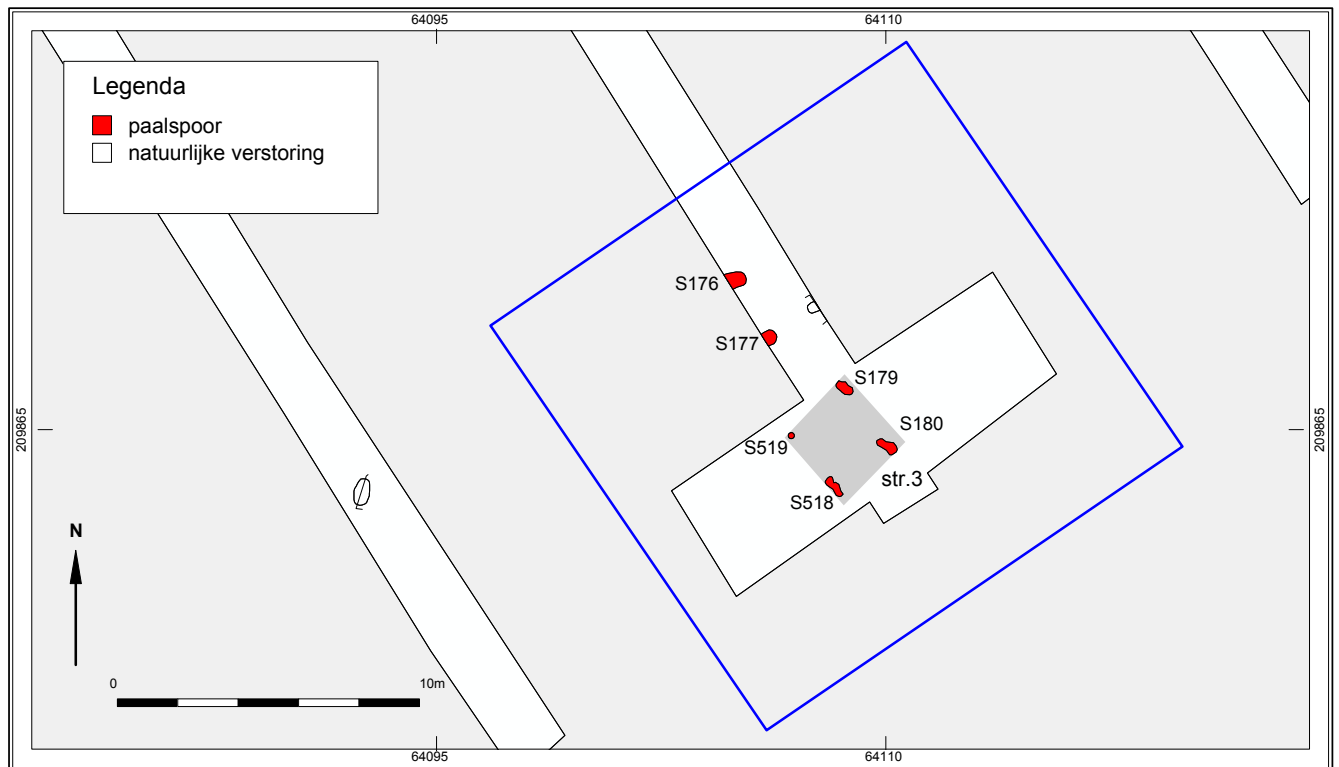 64095
64110
Legenda
paalspoor
natuurlijke verstoring
S176
S177
S179
S180
S519
str.3
S518
209865
209865
N
0
10m
64095
64110